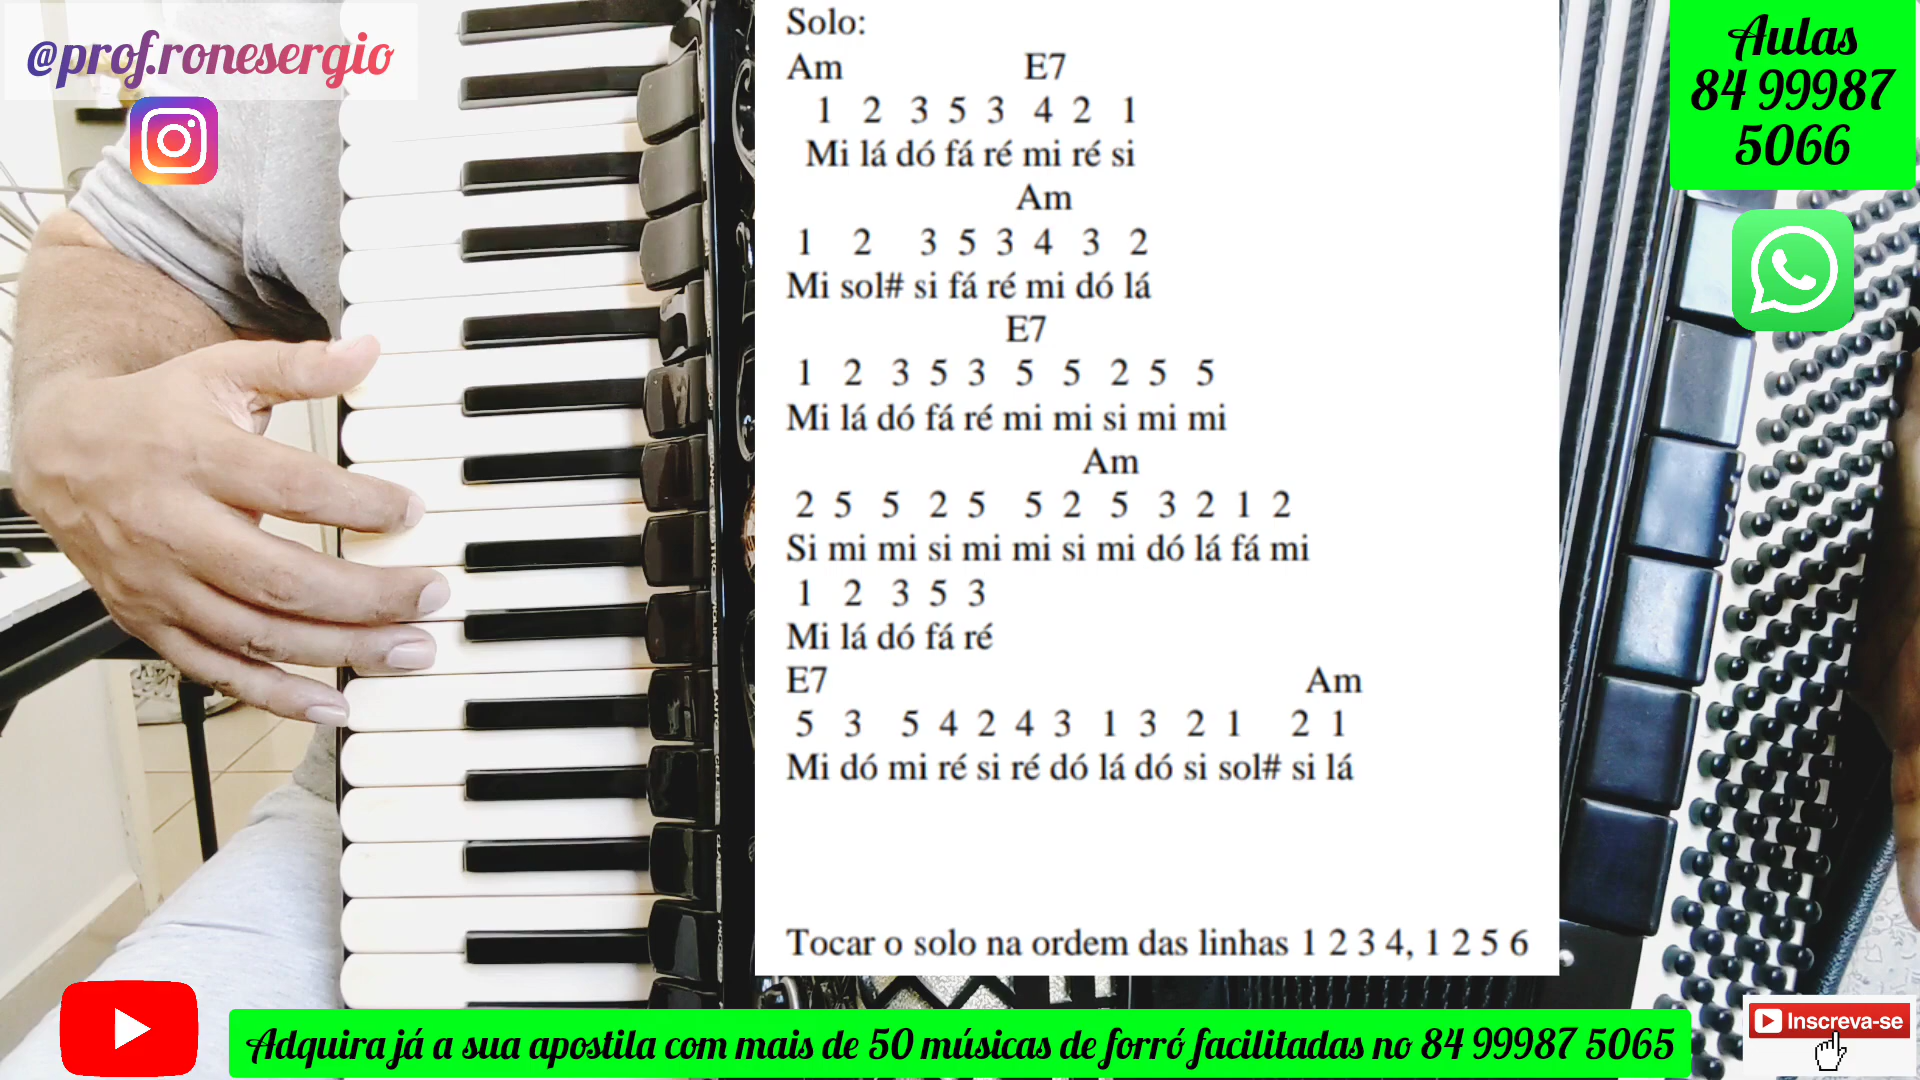 @prof.ronesergio
Solo:
Am E7
1 2 3 5 3 4 2 1
Mi lá dó fá ré mi ré si
Am
1 2 3 5 3 4 3 2
Mi sol# si fá ré mi dó lá
E7
1 2 3 5 3 5 5 2 5 5
Mi lá dó fá ré mi mi si mi mi
Am
2 5 5 2 5 5 2 5 3 2 1 2
Si mi mi si mi mi si mi dó lá fá mi
1 2 3 5 3
Mi lá dó fá ré
E7 Am
5 3 5 4 2 4 3 1 3 2 1 2 1
Mi dó mi ré si ré dó lá dó si sol# si lá
Tocar o solo na ordem das linhas 1 2 3 4, 1 2 5 6
Aulas
84 99987
5066
Adquira já a sua apostila com mais de 50 músicas de forró facilitadas no 84 99987 5065
Inscreva-se